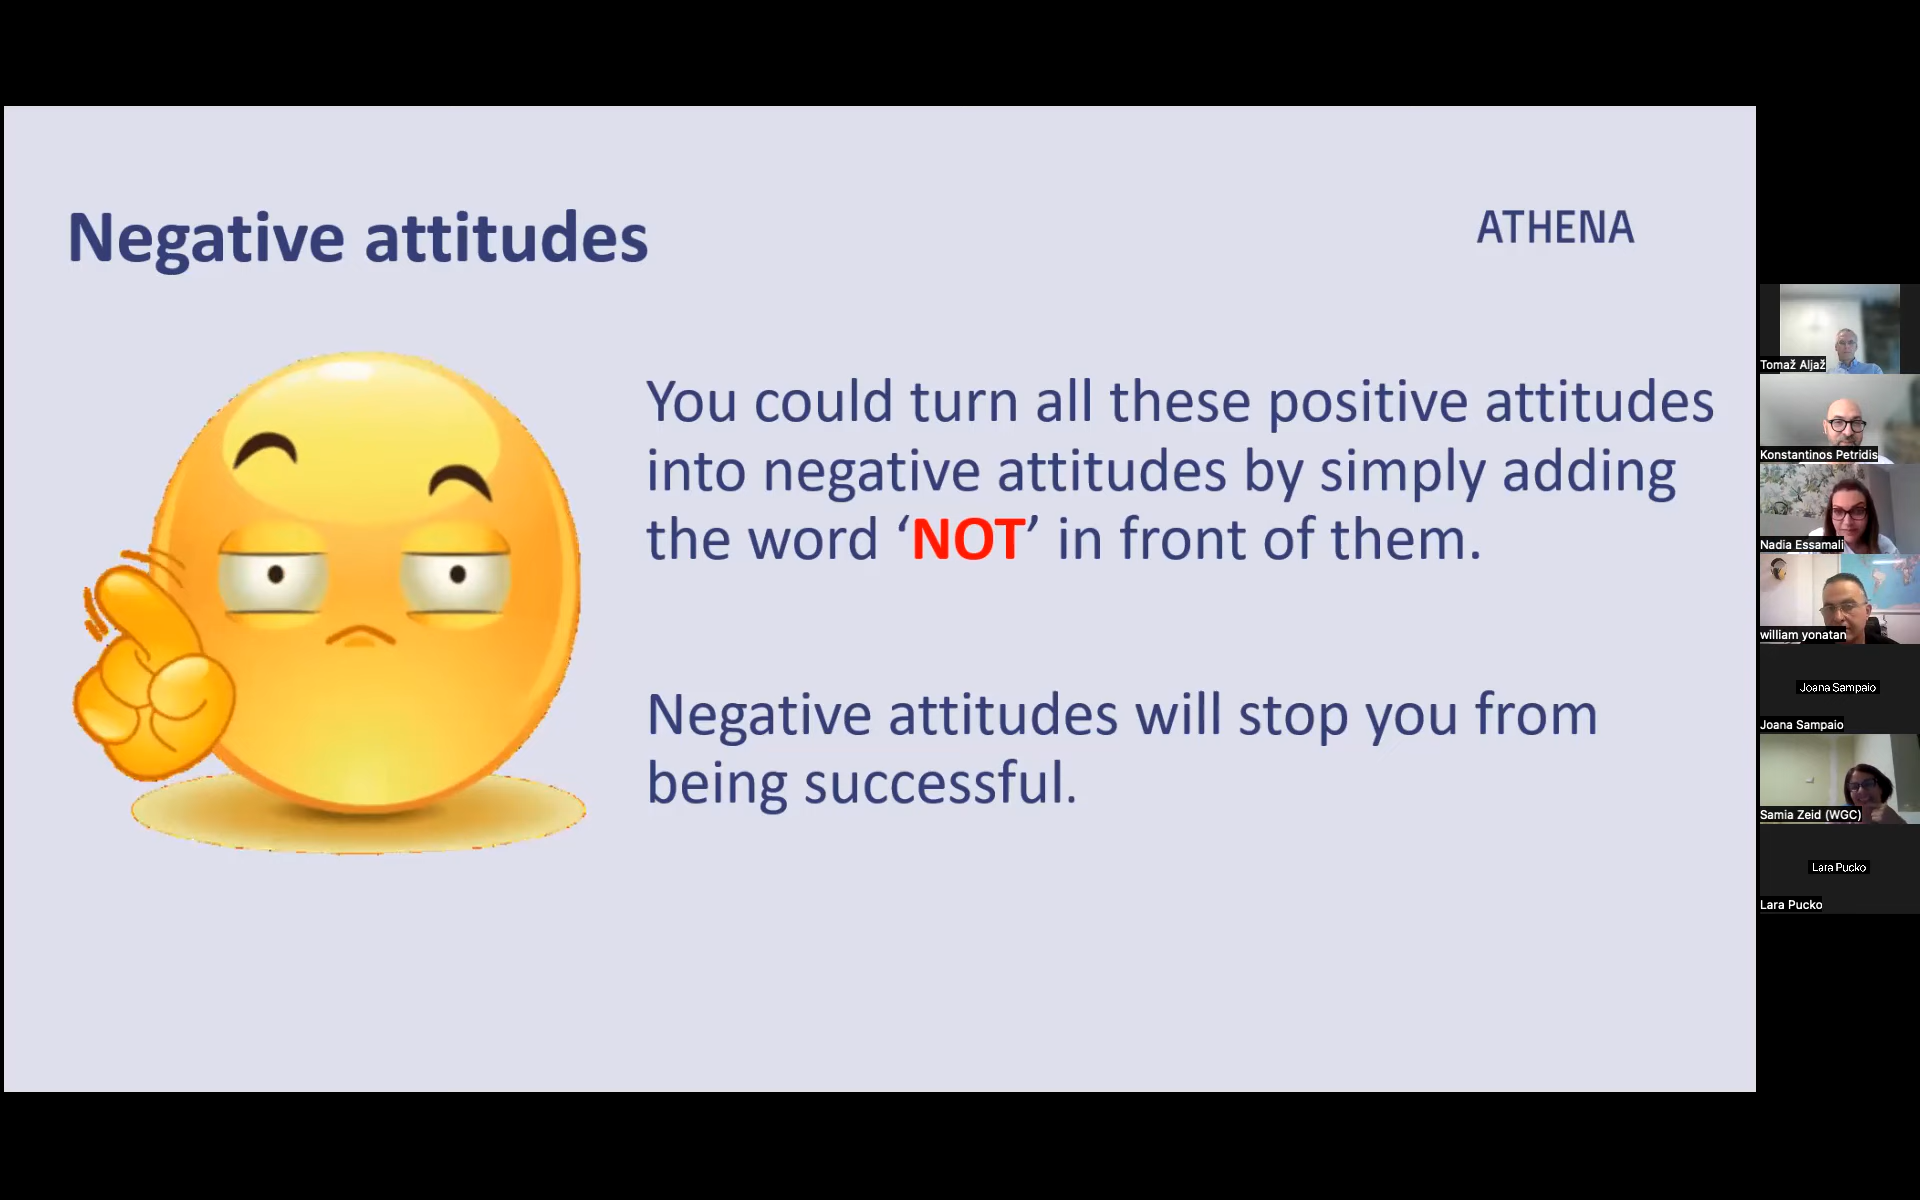 Negative attitudes
ATHENA
You could turn all these positive attitudes
into negative attitudes by simply adding
the word ‘NOT’ in front of them.
Negative attitudes will stop you from
being successful.
Tomaž Aljaž
Konstantinos Petridis
Nadia Essamali
william yonatan
Joana Sampaio
Joana Sampaio
Samia Zeid (WGC)
Lara Pucko
Lara Pucko